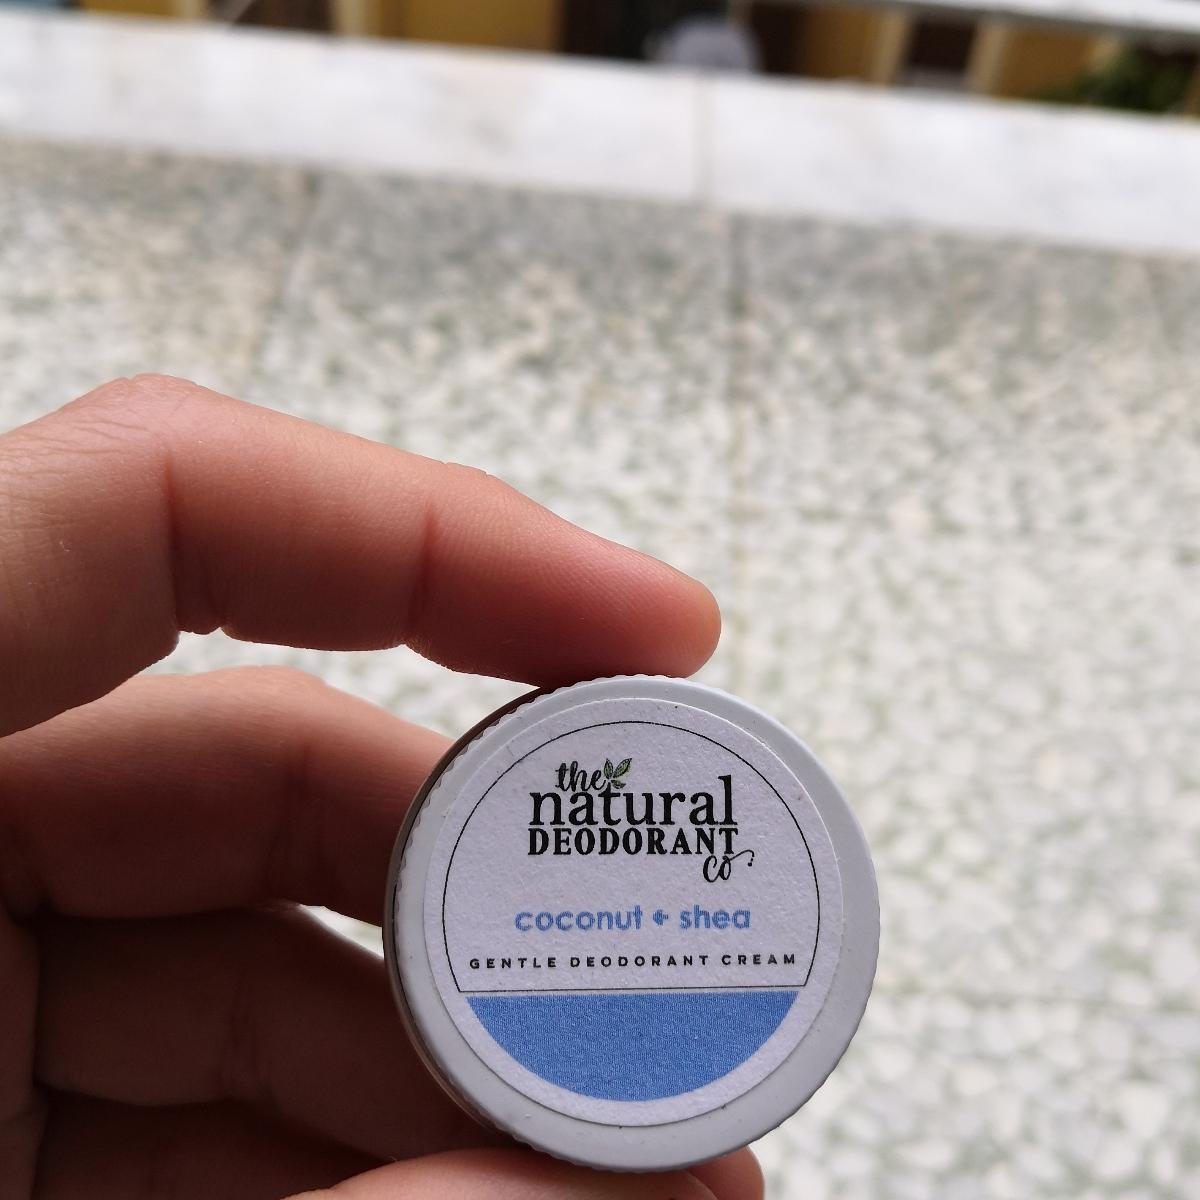 the
natural
DEODORANT
co
coconut + shea
GENTLE DEODORANT CREAM